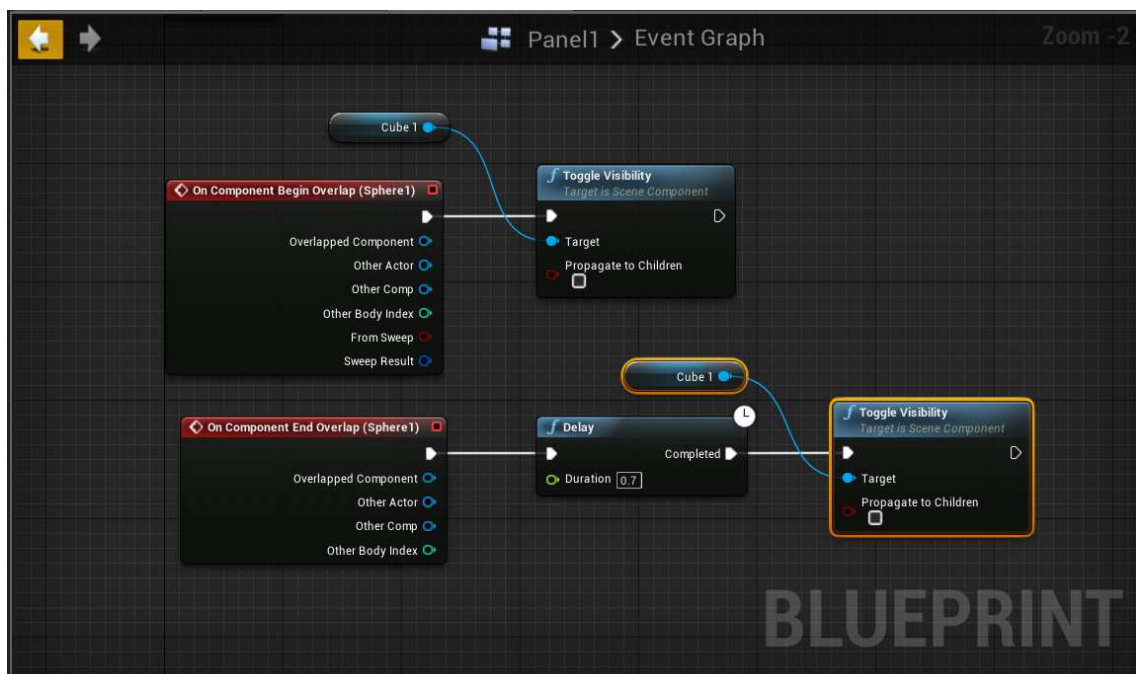 Panel1 > Event Graph
Zoom -2
Cube 1
On Component Begin Overlap (Sphere1)
Overlapped Component
Other Actor
Other Comp
Other Body Index
From Sweep
Sweep Result
f Toggle Visibility
Target is Scene Component
Target
Propagate to Children
Cube 1
On Component End Overlap (Sphere1)
Overlapped Component
Other Actor
Other Comp
Other Body Index
f Delay
Completed
Duration 0.7
f Toggle Visibility
Target is Scene Component
Target
Propagate to Children
BLUEPRINT